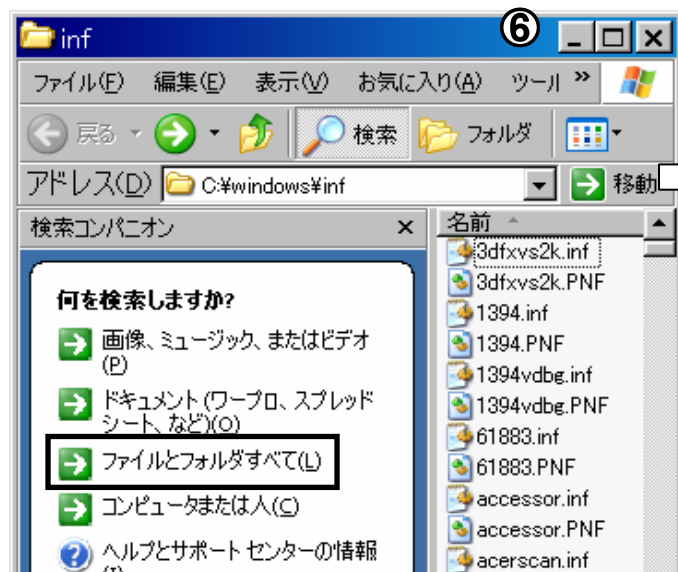 inf
⑥
ファイル(F) 編集(E) 表示(V) お気に入り(A) ツール »
戻る 検索 フォルダ
アドレス(D) C:¥windows¥inf 移動
検索コンパニオン ×
名前
何を検索しますか?
画像、ミュージック、またはビデオ
(P)
ドキュメント (ワープロ、スプレッド
シート、など)(O)
ファイルとフォルダすべて(L)
コンピュータまたは人(C)
ヘルプとサポート センターの情報
3dfxvs2k.inf
3dfxvs2k.PNF
1394.inf
1394.PNF
1394vdbg.inf
1394vdbg.PNF
61883.inf
61883.PNF
accessor.inf
accessor.PNF
acerscan.inf